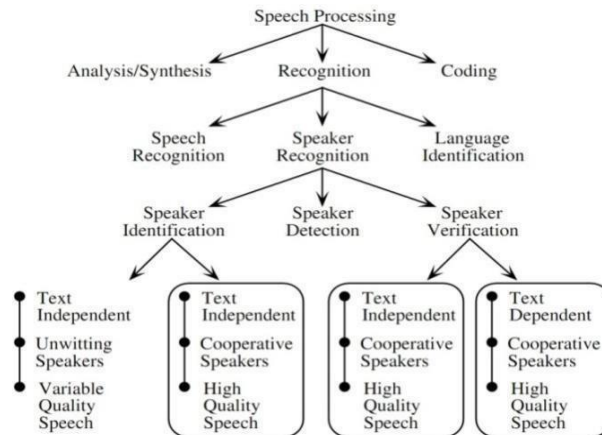 Speech Processing
Analysis/Synthesis Recognition Coding
Speech Recognition
Speaker Recognition
Language Identification
Speaker Identification
Speaker Detection
Speaker Verification
Text Independent
Unwitting Speakers
Variable Quality Speech
Text Independent
Cooperative Speakers
High Quality Speech
Text Independent
Cooperative Speakers
High Quality Speech
Text Dependent
Cooperative Speakers
High Quality Speech